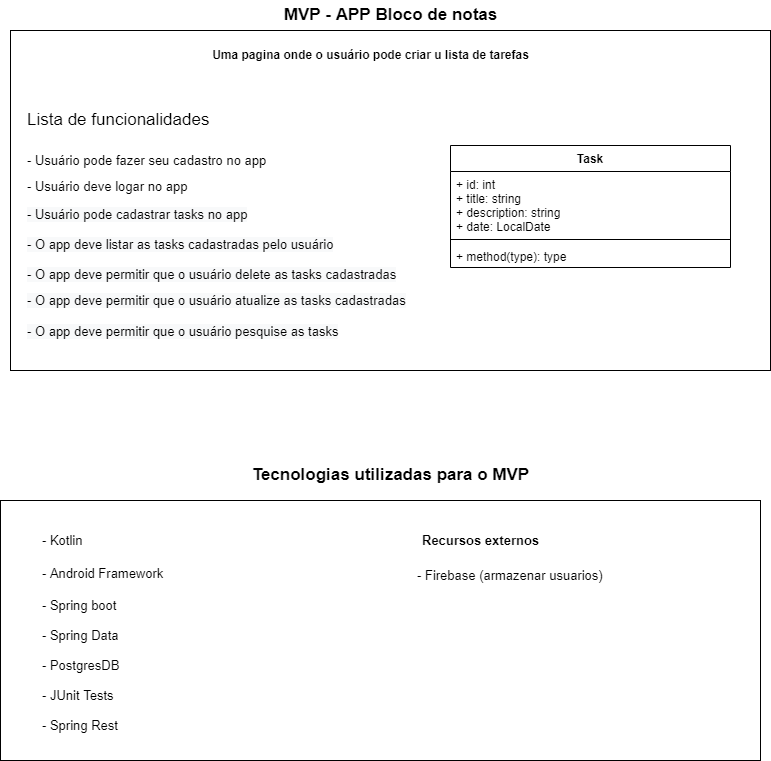 MVP - APP Bloco de notas
Uma pagina onde o usuário pode criar u lista de tarefas
Lista de funcionalidades
- Usuário pode fazer seu cadastro no app
- Usuário deve logar no app
- Usuário pode cadastrar tasks no app
- O app deve listar as tasks cadastradas pelo usuário
- O app deve permitir que o usuário delete as tasks cadastradas
- O app deve permitir que o usuário atualize as tasks cadastradas
- O app deve permitir que o usuário pesquise as tasks
Task
+ id: int
+ title: string
+ description: string
+ date: LocalDate
+ method(type): type
Tecnologias utilizadas para o MVP
- Kotlin
- Android Framework
- Spring boot
- Spring Data
- PostgresDB
- JUnit Tests
- Spring Rest
Recursos externos
- Firebase (armazenar usuarios)